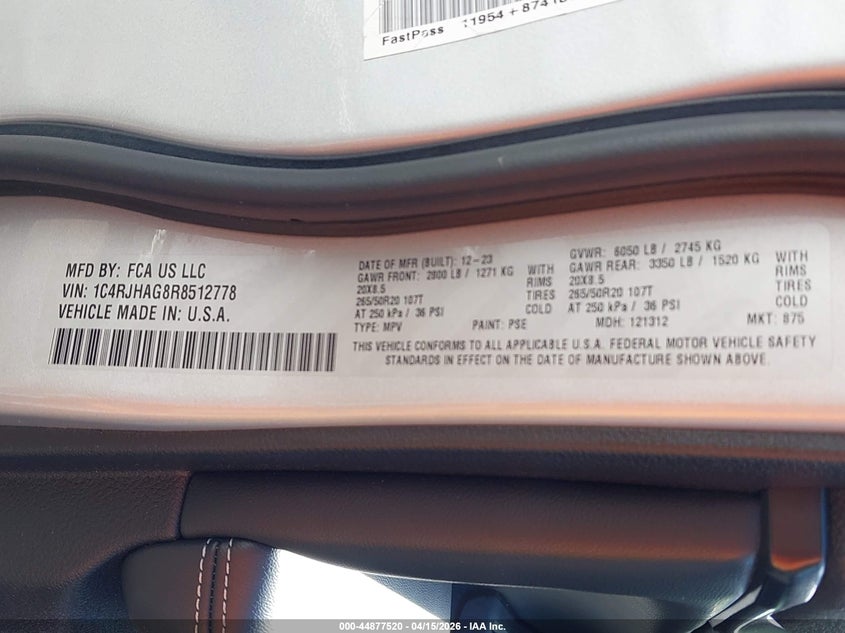 FastPass 11954 + 8741
MFD BY: FCA US LLC
VIN: 1C4RJHAG8R8512778
VEHICLE MADE IN: U.S.A.
DATE OF MFR (BUILT): 12-23
GAWR FRONT: 2800 LB / 1271 KG WITH
20X8.5 RIMS
265/50R20 107T TIRES
AT 250 kPa / 36 PSI COLD
GVWR: 6050 LB / 2745 KG
GAWR REAR: 3350 LB / 1520 KG WITH
20X8.5 RIMS
265/50R20 107T TIRES
AT 250 kPa / 36 PSI COLD
TYPE: MPV PAINT: PSE MDH: 121312 MKT: 875
THIS VEHICLE CONFORMS TO ALL APPLICABLE U.S.A. FEDERAL MOTOR VEHICLE SAFETY
STANDARDS IN EFFECT ON THE DATE OF MANUFACTURE SHOWN ABOVE.
000-44877520 - 04/15/2026 - IAA Inc.